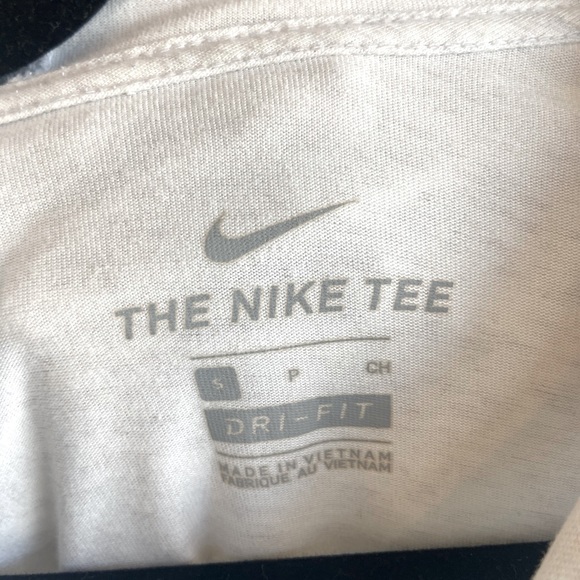 THE NIKE TEE
S P CH
DRI-FIT
MADE IN VIETNAM
FABRIQUE AU VIETNAM